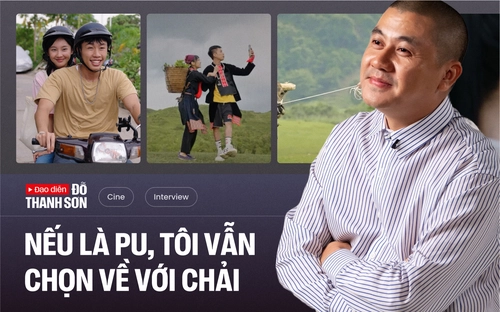 Đạo diễn ĐỖ
THANH SƠN
Cine
Interview
NẾU LÀ PU, TÔI VẪN
CHỌN VỀ VỚI CHẢI